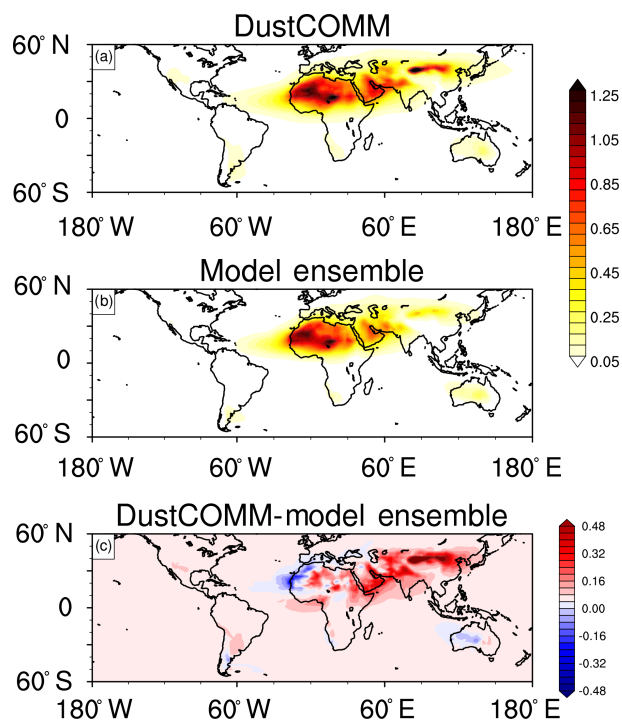 DustCOMM
60° N
(a)
0
60° S
180° W
60° W
60° E
180° E
1.25
1.05
0.85
0.65
0.45
0.25
0.05
Model ensemble
60° N
(b)
0
60° S
180° W
60° W
60° E
180° E
DustCOMM-model ensemble
60° N
(c)
0
60° S
180° W
60° W
60° E
180° E
0.48
0.32
0.16
0.00
-0.16
-0.32
-0.48